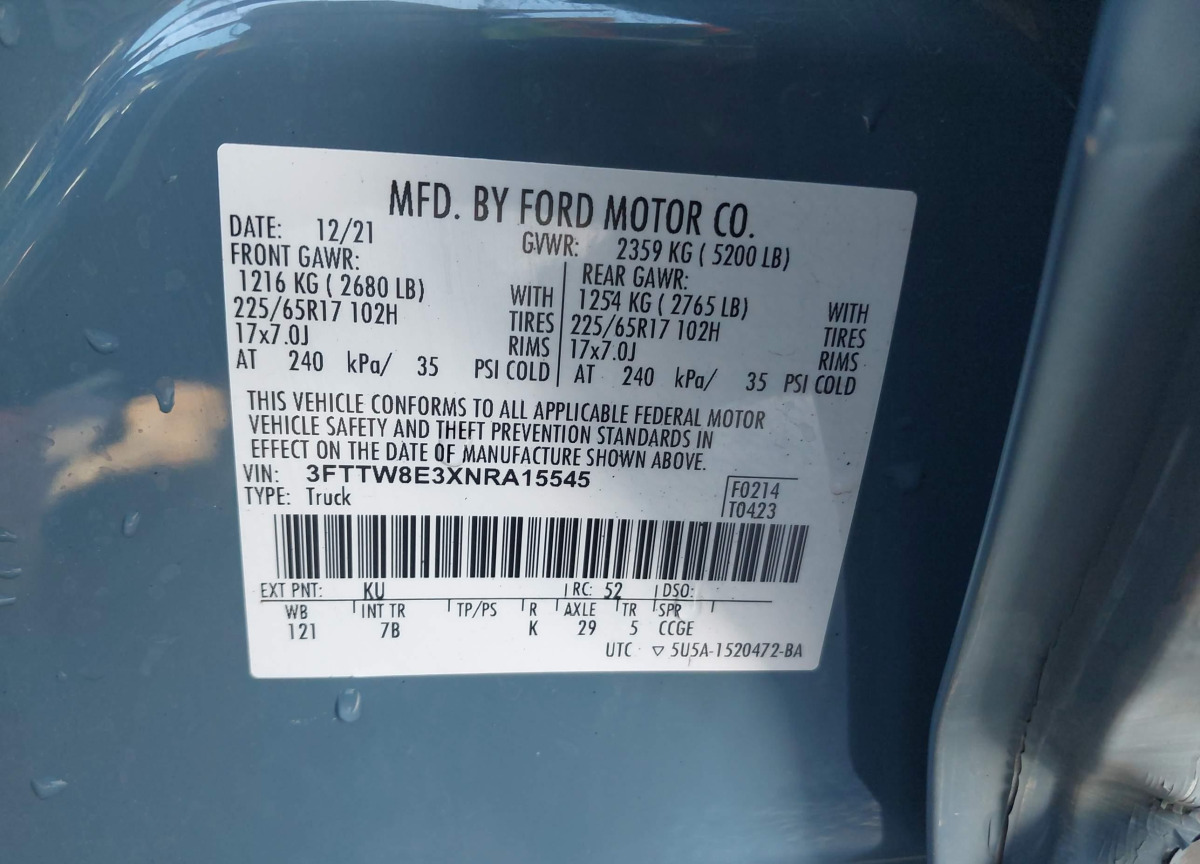 MFD. BY FORD MOTOR CO.
DATE: 12/21 GVWR: 2359 KG ( 5200 LB)
FRONT GAWR: REAR GAWR:
1216 KG ( 2680 LB) WITH 1254 KG ( 2765 LB) WITH
225/65R17 102H TIRES 225/65R17 102H TIRES
17x7.0J RIMS 17x7.0J RIMS
AT 240 kPa/ 35 PSI COLD AT 240 kPa/ 35 PSI COLD
THIS VEHICLE CONFORMS TO ALL APPLICABLE FEDERAL MOTOR
VEHICLE SAFETY AND THEFT PREVENTION STANDARDS IN
EFFECT ON THE DATE OF MANUFACTURE SHOWN ABOVE.
VIN: 3FTTW8E3XNRA15545
TYPE: Truck
F0214
T0423
EXT PNT: KU RC: 52 DSO:
WB INT TR TP/PS R AXLE TR SPR
121 7B K 29 5 CCGE
UTC ▽ 5U5A-1520472-BA